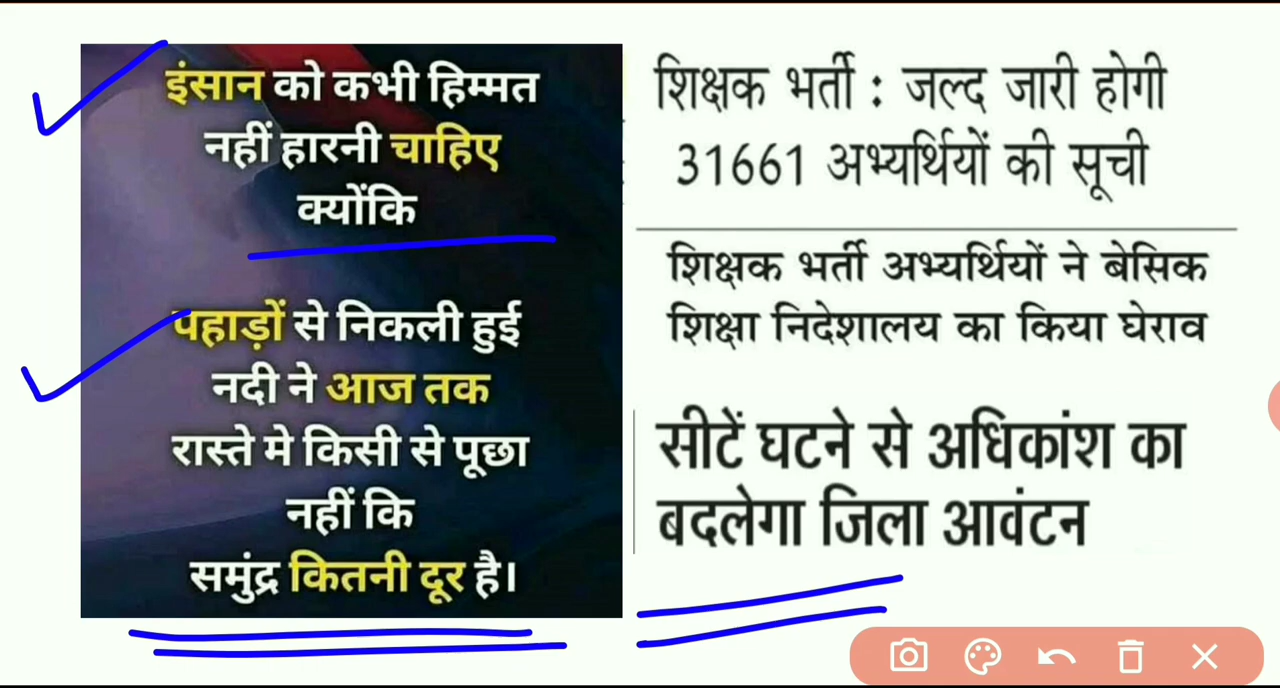 इंसान को कभी हिम्मत
नहीं हारनी चाहिए
क्योंकि
पहाड़ों से निकली हुई
नदी ने आज तक
रास्ते मे किसी से पूछा
नहीं कि
समुंद्र कितनी दूर है।
शिक्षक भर्ती : जल्द जारी होगी
31661 अभ्यर्थियों की सूची
शिक्षक भर्ती अभ्यर्थियों ने बेसिक
शिक्षा निदेशालय का किया घेराव
सीटें घटने से अधिकांश का
बदलेगा जिला आवंटन